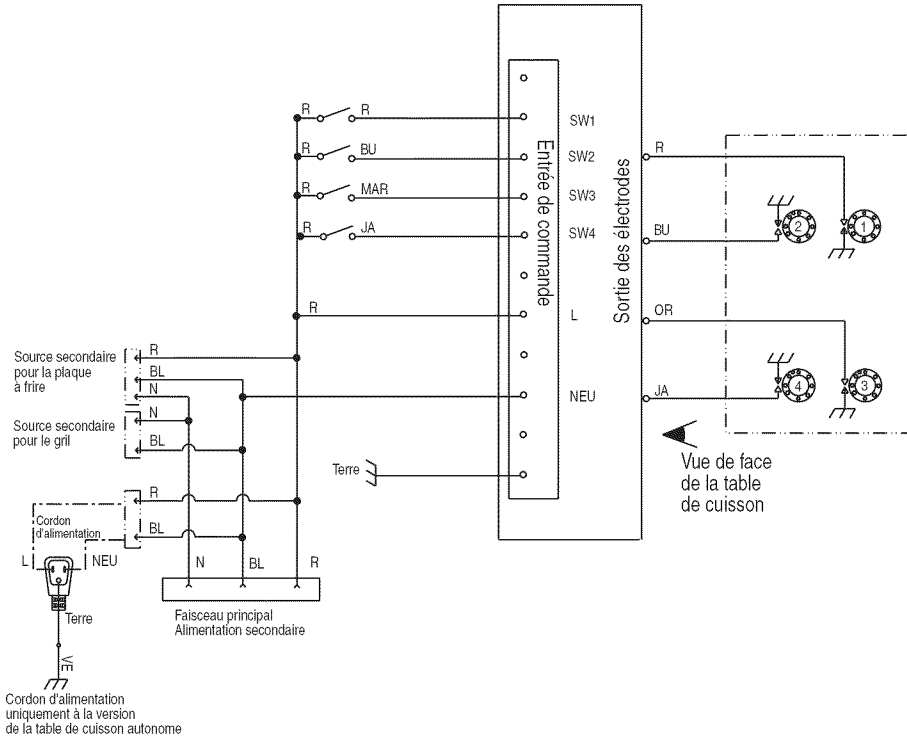 R
R
SW1
R
BU
SW2
R
MAR
SW3
R
JA
SW4
Entrée de commande
Sortie des électrodes
R
L
NEU
R
BU
OR
JA
2
1
4
3
Vue de face
de la table
de cuisson
Source secondaire
pour la plaque
à frire
R
BL
N
Source secondaire
pour le gril
N
BL
Terre
R
BL
Cordon
d'alimentation
L
NEU
Terre
VE
N
BL
R
Faisceau principal
Alimentation secondaire
Cordon d'alimentation
uniquement à la version
de la table de cuisson autonome